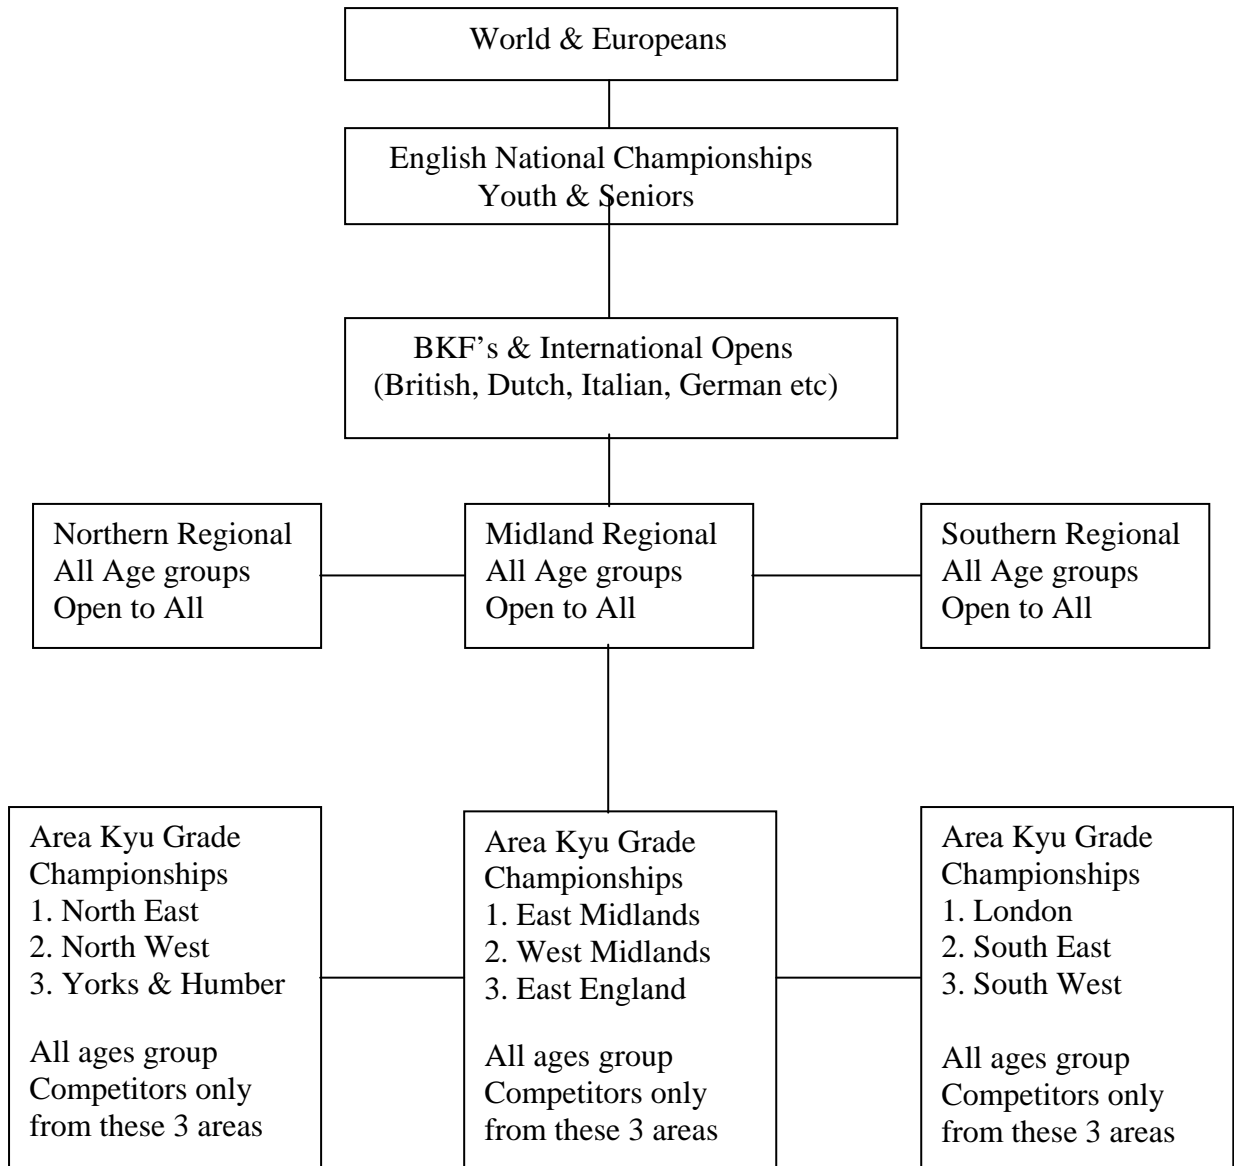 World & Europeans
English National Championships
Youth & Seniors
BKF’s & International Opens
(British, Dutch, Italian, German etc)
Northern Regional
All Age groups
Open to All
Midland Regional
All Age groups
Open to All
Southern Regional
All Age groups
Open to All
Area Kyu Grade
Championships
1. North East
2. North West
3. Yorks & Humber
All ages group
Competitors only
from these 3 areas
Area Kyu Grade
Championships
1. East Midlands
2. West Midlands
3. East England
All ages group
Competitors only
from these 3 areas
Area Kyu Grade
Championships
1. London
2. South East
3. South West
All ages group
Competitors only
from these 3 areas